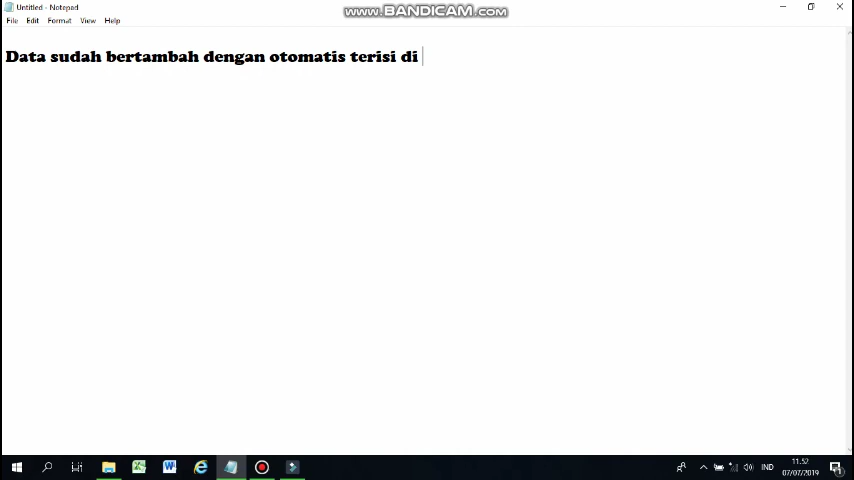 Untitled - Notepad
www.BANDICAM.com
File Edit Format View Help
Data sudah bertambah dengan otomatis terisi di
IND
11.52
07/07/2019